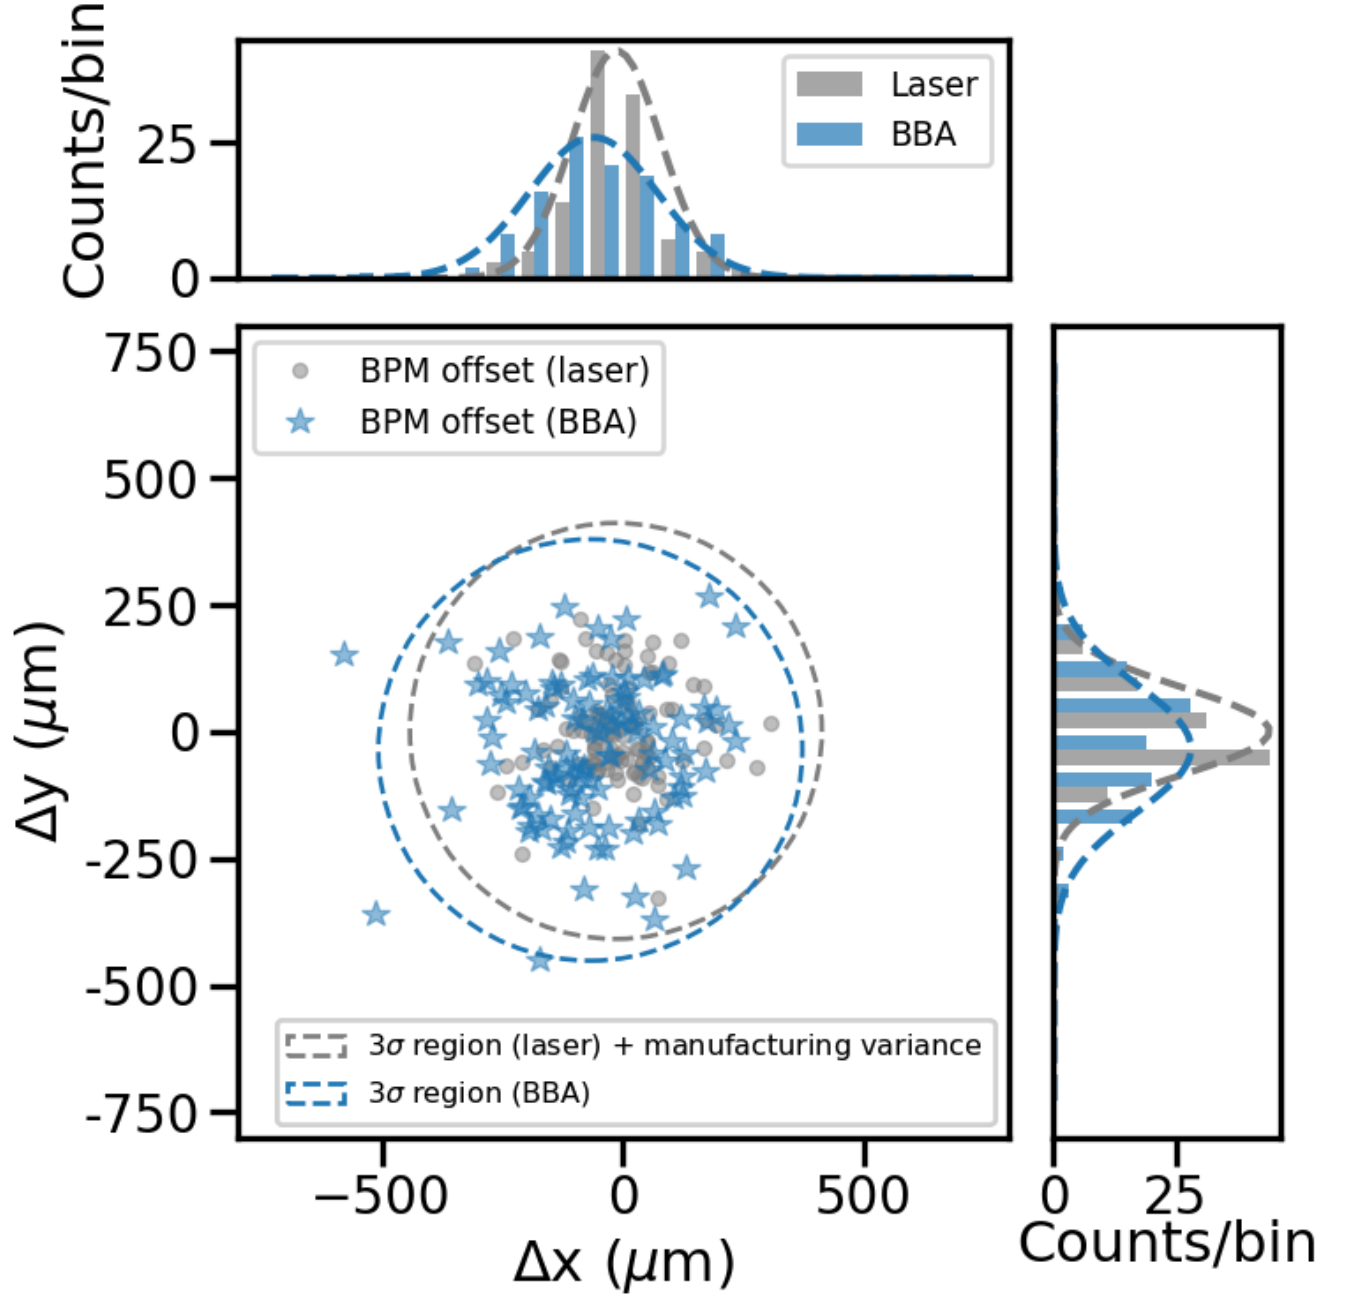 Counts/bin
25
0
Laser
BBA
750
500
250
0
-250
-500
-750
Δy (μm)
BPM offset (laser)
BPM offset (BBA)
3σ region (laser) + manufacturing variance
3σ region (BBA)
−500
0
500
Δx (μm)
0
25
Counts/bin